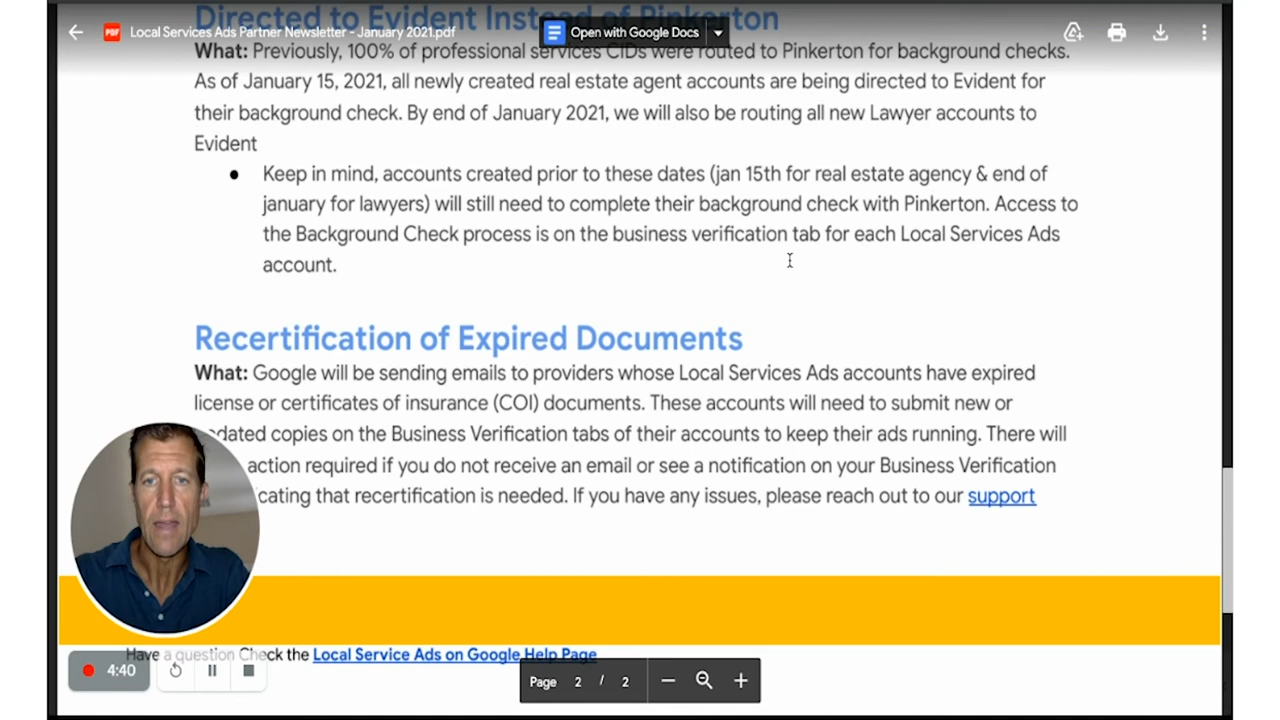 Directed to Evident Instead of Pinkerton
Local Services Ads Partner Newsletter - January 2021.pdf
Open with Google Docs
What: Previously, 100% of professional services CIDs were routed to Pinkerton for background checks.
As of January 15, 2021, all newly created real estate agent accounts are being directed to Evident for
their background check. By end of January 2021, we will also be routing all new Lawyer accounts to
Evident
● Keep in mind, accounts created prior to these dates (jan 15th for real estate agency & end of
january for lawyers) will still need to complete their background check with Pinkerton. Access to
the Background Check process is on the business verification tab for each Local Services Ads
account.
Recertification of Expired Documents
What: Google will be sending emails to providers whose Local Services Ads accounts have expired
license or certificates of insurance (COI) documents. These accounts will need to submit new or
dated copies on the Business Verification tabs of their accounts to keep their ads running. There will
action required if you do not receive an email or see a notification on your Business Verification
icating that recertification is needed. If you have any issues, please reach out to our support
Have a question Check the Local Service Ads on Google Help Page
4:40
Page 2 / 2